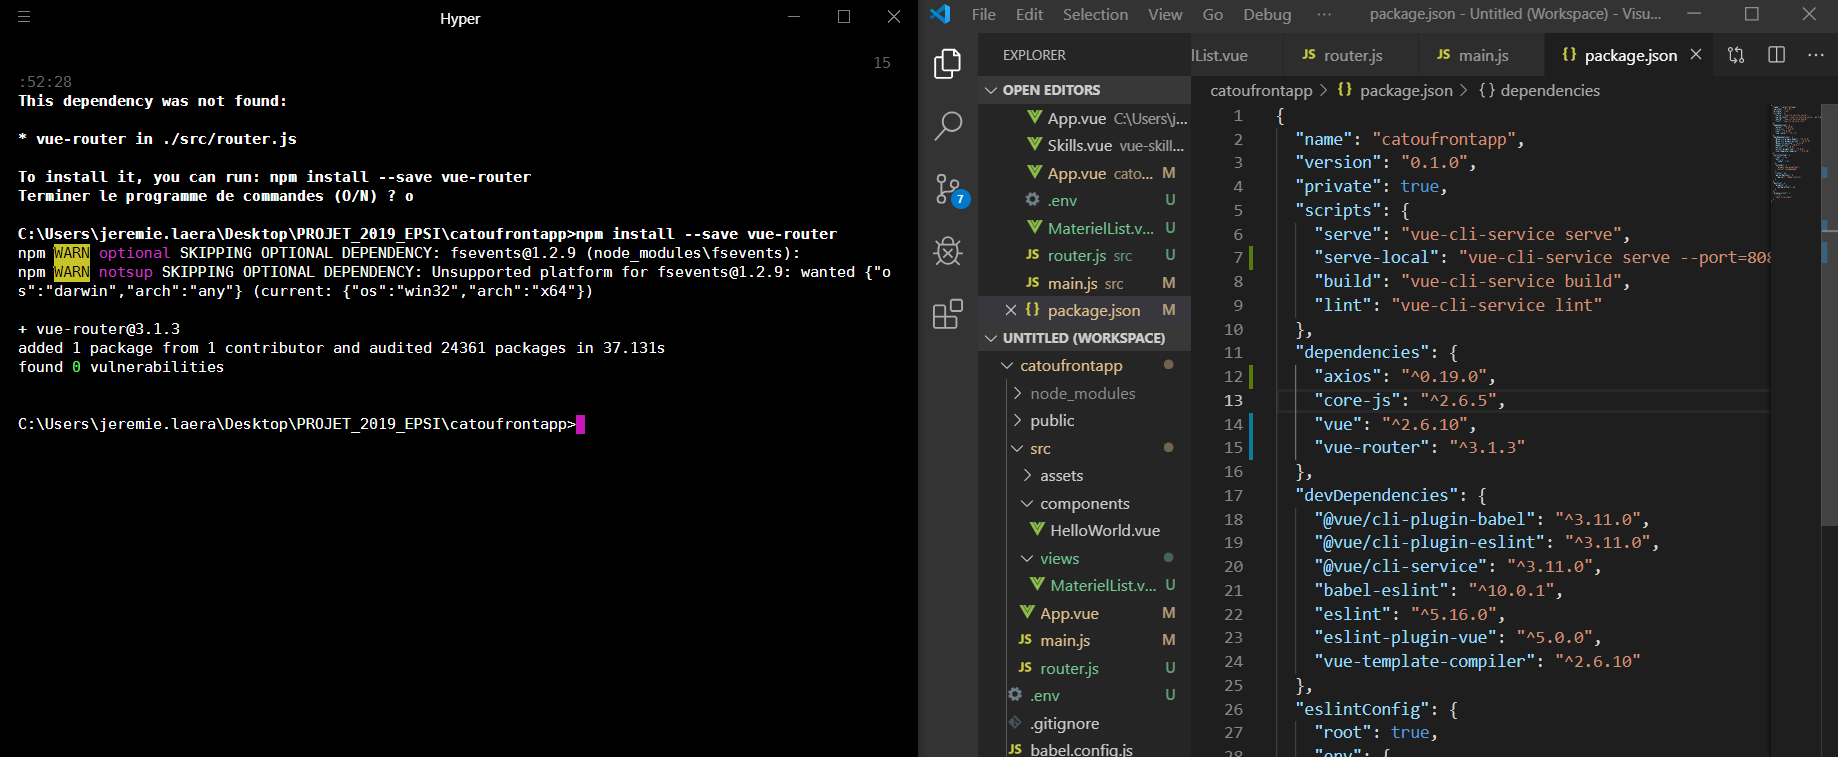 Hyper
15
:52:28
This dependency was not found:
* vue-router in ./src/router.js
To install it, you can run: npm install --save vue-router
Terminer le programme de commandes (O/N) ? o
C:\Users\jeremie.laera\Desktop\PROJET_2019_EPSI\catoufrontapp>npm install --save vue-router
npm WARN optional SKIPPING OPTIONAL DEPENDENCY: fsevents@1.2.9 (node_modules\fsevents):
npm WARN notsup SKIPPING OPTIONAL DEPENDENCY: Unsupported platform for fsevents@1.2.9: wanted {"o
s":"darwin","arch":"any"} (current: {"os":"win32","arch":"x64"})
+ vue-router@3.1.3
added 1 package from 1 contributor and audited 24361 packages in 37.131s
found 0 vulnerabilities
C:\Users\jeremie.laera\Desktop\PROJET_2019_EPSI\catoufrontapp>
File Edit Selection View Go Debug ··· package.json - Untitled (Workspace) - Visu...
7
EXPLORER
OPEN EDITORS
App.vue C:\Users\j...
Skills.vue vue-skill...
App.vue cato... M
.env U
MaterielList.v... U
router.js src U
main.js src M
{} package.json M
UNTITLED (WORKSPACE)
catoufrontapp
node_modules
public
src
assets
components
HelloWorld.vue
views
MaterielList.v... U
App.vue M
JS main.js M
JS router.js U
.env U
.gitignore
JS babel.config.js
lList.vue JS router.js JS main.js {} package.json
catoufrontapp > {} package.json > {} dependencies
1 {
2 "name": "catoufrontapp",
3 "version": "0.1.0",
4 "private": true,
5 "scripts": {
6 "serve": "vue-cli-service serve",
7 "serve-local": "vue-cli-service serve --port=808
8 "build": "vue-cli-service build",
9 "lint": "vue-cli-service lint"
10 },
11 "dependencies": {
12 "axios": "^0.19.0",
13 "core-js": "^2.6.5",
14 "vue": "^2.6.10",
15 "vue-router": "^3.1.3"
16 },
17 "devDependencies": {
18 "@vue/cli-plugin-babel": "^3.11.0",
19 "@vue/cli-plugin-eslint": "^3.11.0",
20 "@vue/cli-service": "^3.11.0",
21 "babel-eslint": "^10.0.1",
22 "eslint": "^5.16.0",
23 "eslint-plugin-vue": "^5.0.0",
24 "vue-template-compiler": "^2.6.10"
25 },
26 "eslintConfig": {
27 "root": true,
28 "env": {